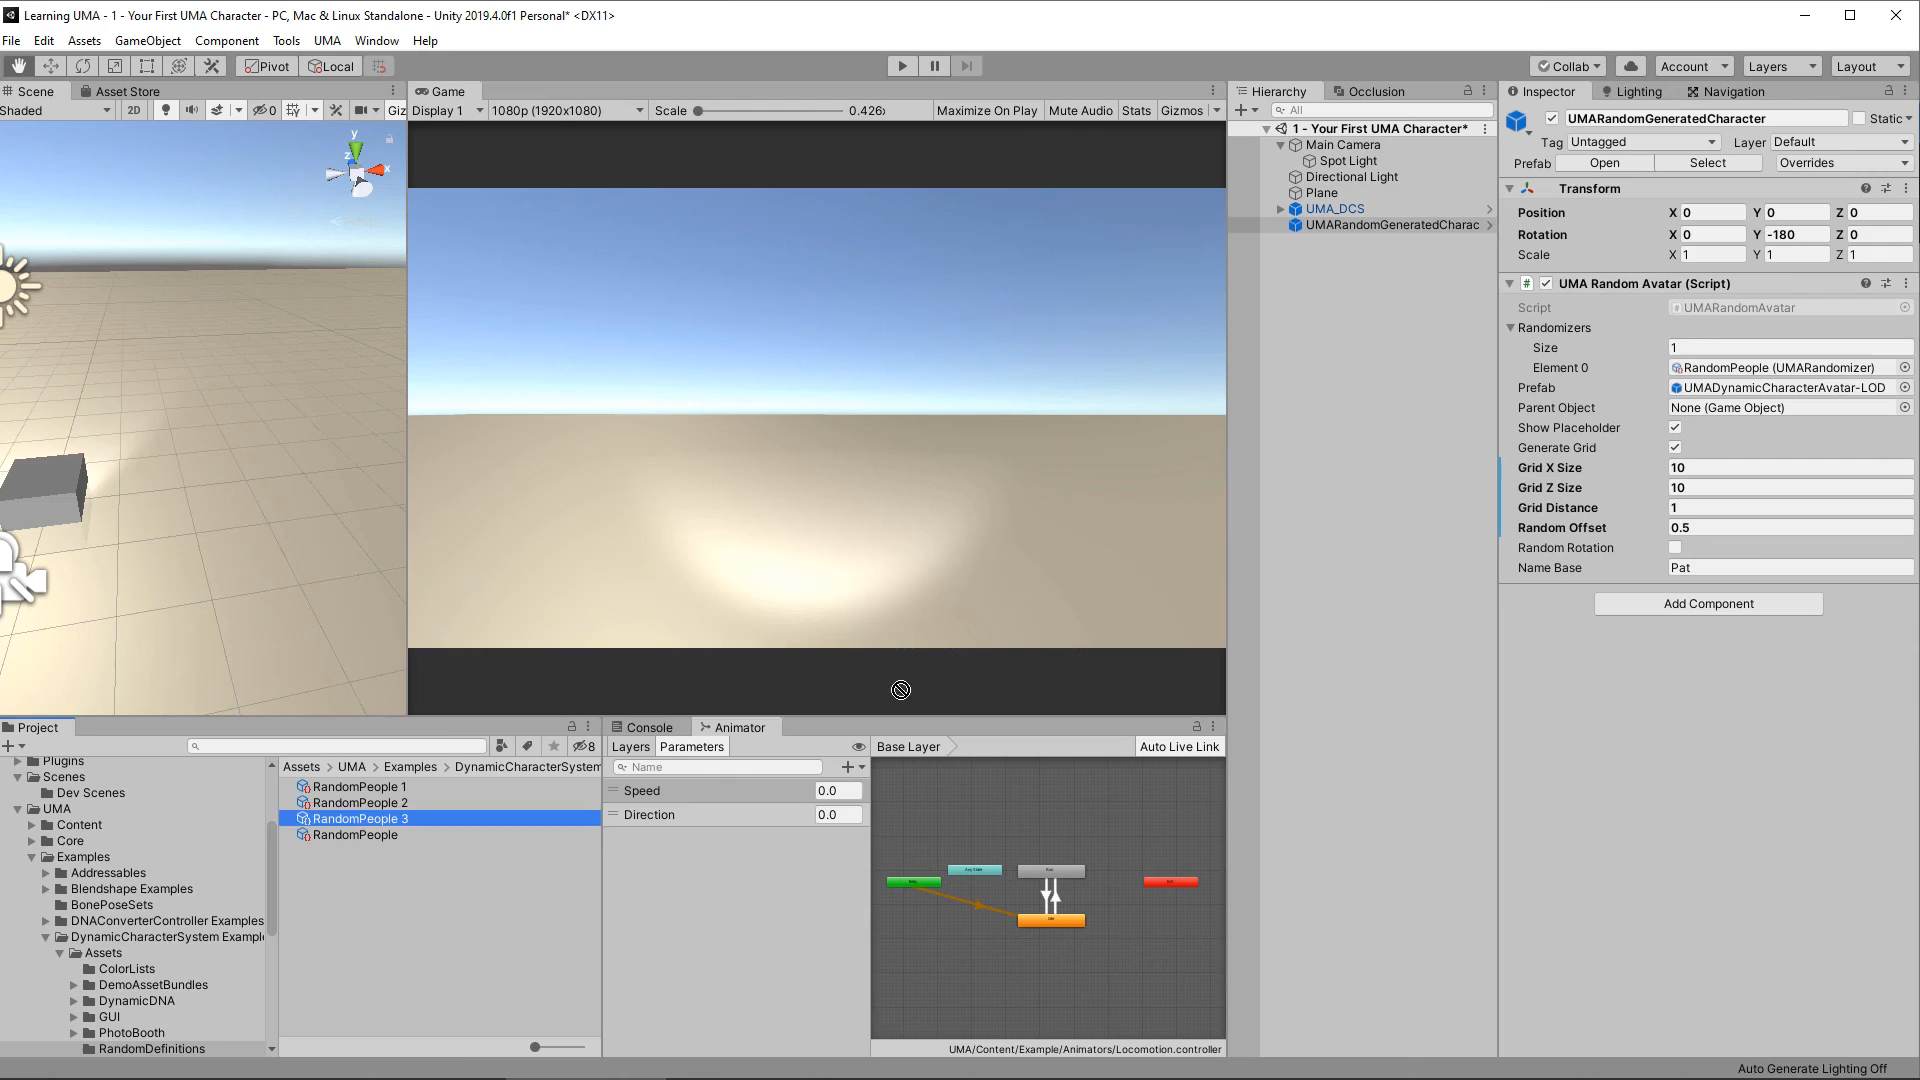 Learning UMA - 1 - Your First UMA Character - PC, Mac & Linux Standalone - Unity 2019.4.0f1 Personal* <DX11>
File Edit Assets GameObject Component Tools UMA Window Help
Pivot Local
Collab Account Layers Layout
Scene Asset Store
Shaded 2D 0 Giz
y
z
x
Game
Display 1 1080p (1920x1080) Scale 0.426 Maximize On Play Mute Audio Stats Gizmos
Hierarchy Occlusion
All
1 - Your First UMA Character*
Main Camera
Spot Light
Directional Light
Plane
UMA_DCS
UMARandomGeneratedCharac
Inspector Lighting Navigation
UMARandomGeneratedCharacter Static
Tag Untagged Layer Default
Prefab Open Select Overrides
Transform
Position X 0 Y 0 Z 0
Rotation X 0 Y -180 Z 0
Scale X 1 Y 1 Z 1
# UMA Random Avatar (Script)
Script UMARandomAvatar
Randomizers
Size 1
Element 0 RandomPeople (UMARandomizer)
Prefab UMADynamicCharacterAvatar-LOD
Parent Object None (Game Object)
Show Placeholder
Generate Grid
Grid X Size 10
Grid Z Size 10
Grid Distance 1
Random Offset 0.5
Random Rotation
Name Base Pat
Add Component
Project
8
Plugins
Scenes
Dev Scenes
UMA
Content
Core
Examples
Addressables
Blendshape Examples
BonePoseSets
DNAConverterController Examples
DynamicCharacterSystem Exampl
Assets
ColorLists
DemoAssetBundles
DynamicDNA
GUI
PhotoBooth
RandomDefinitions
Assets > UMA > Examples > DynamicCharacterSystem
RandomPeople 1
RandomPeople 2
RandomPeople 3
RandomPeople
Console Animator
Layers Parameters Base Layer Auto Live Link
Name
Speed 0.0
Direction 0.0
Any State
Idle
UMA/Content/Example/Animators/Locomotion.controller
Auto Generate Lighting Off